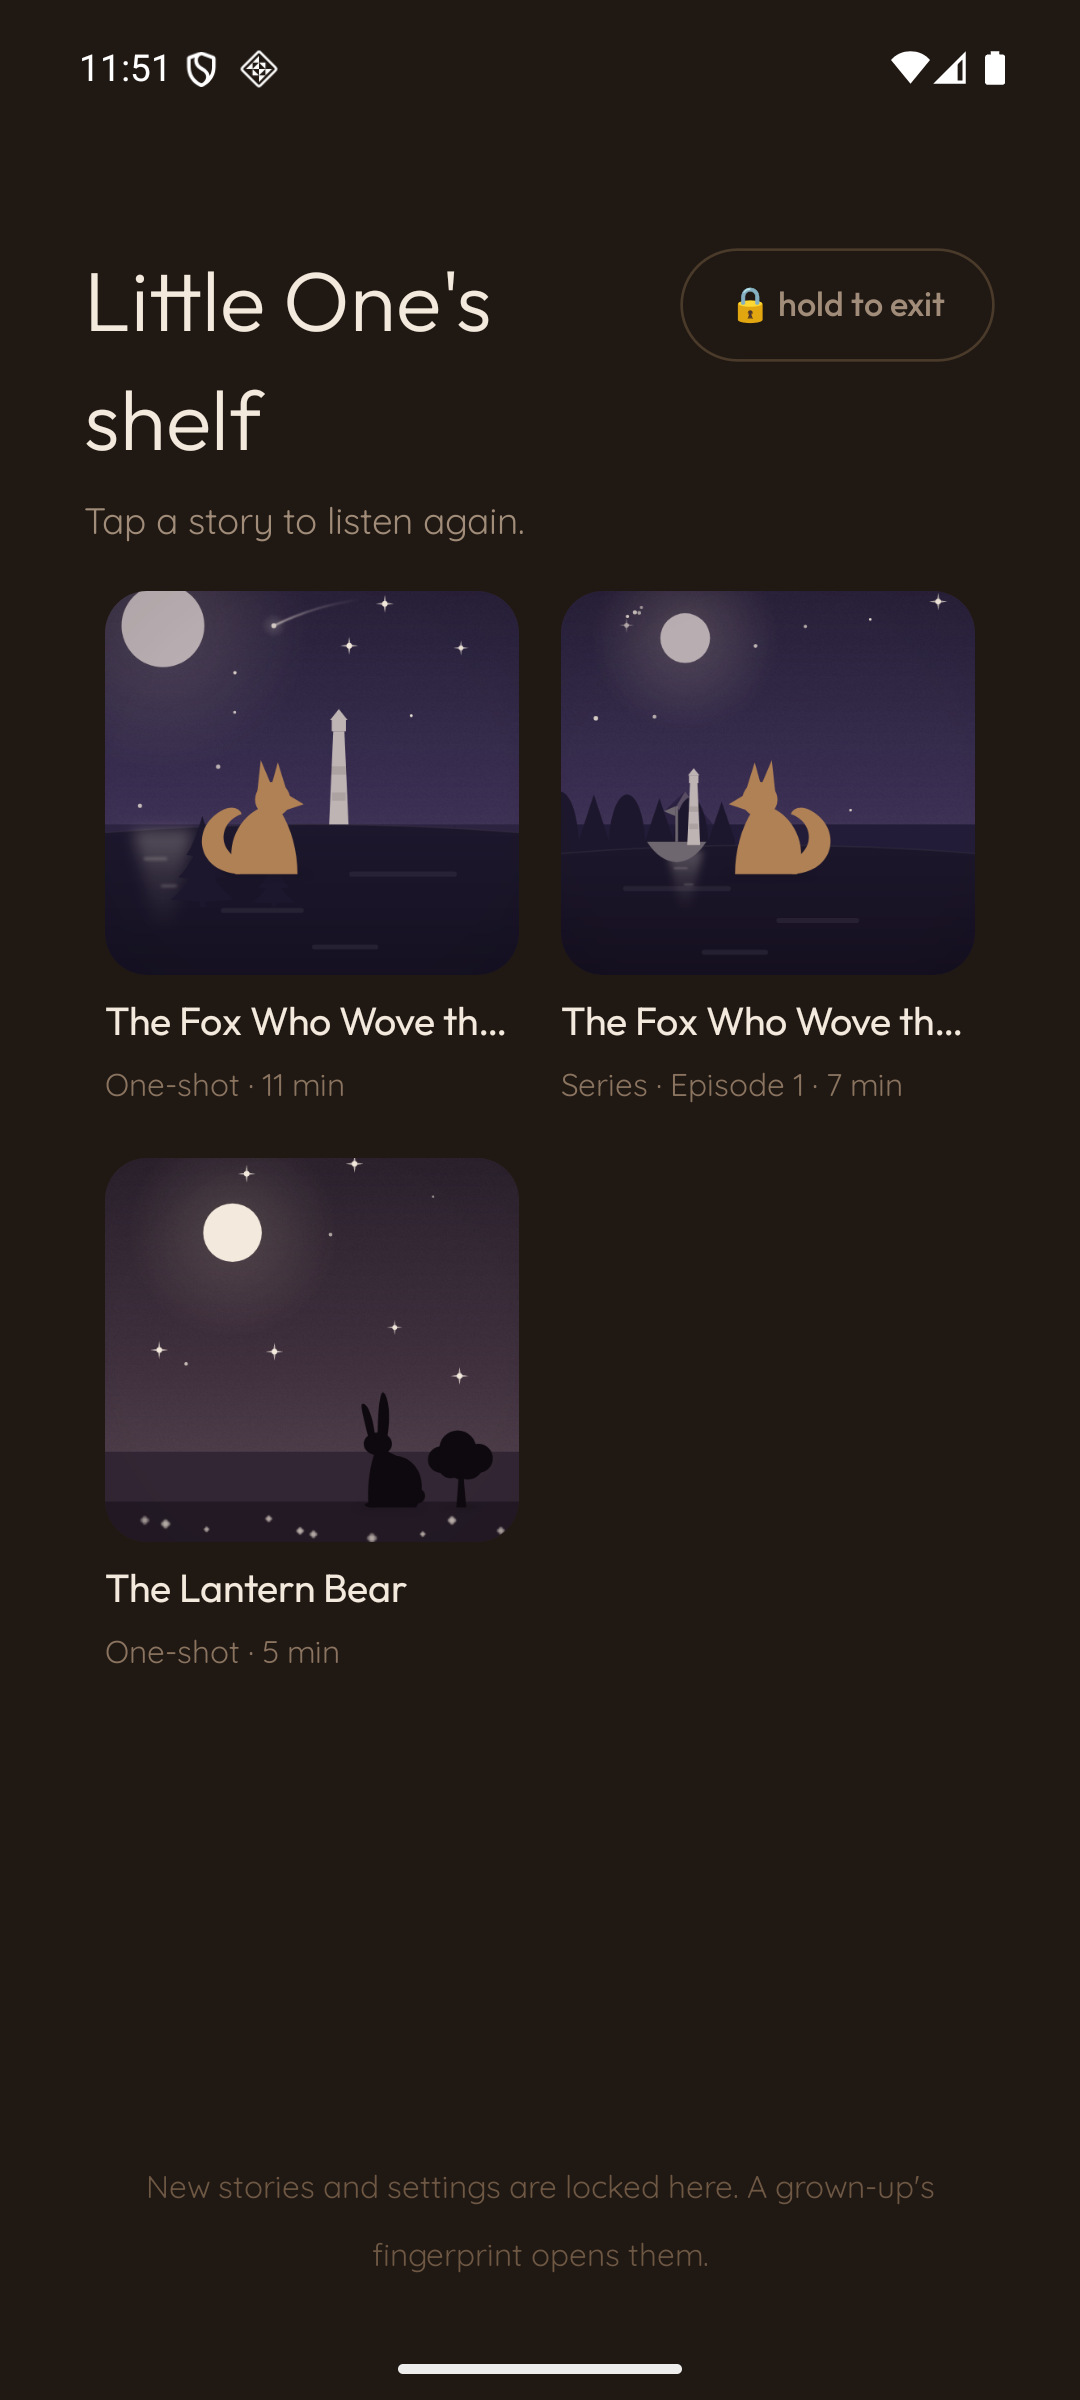 11:51
Little One's
shelf
🔒 hold to exit
Tap a story to listen again.
The Fox Who Wove th...
One-shot · 11 min
The Fox Who Wove th...
Series · Episode 1 · 7 min
The Lantern Bear
One-shot · 5 min
New stories and settings are locked here. A grown-up's
fingerprint opens them.